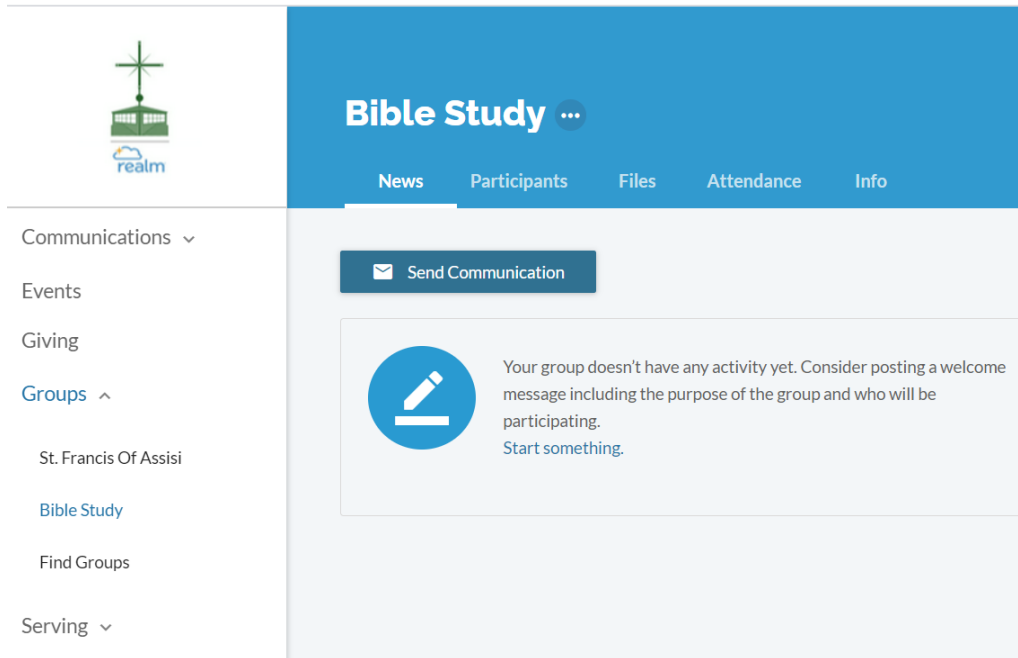 realm
Communications
Events
Giving
Groups
St. Francis Of Assisi
Bible Study
Find Groups
Serving
Bible Study
News Participants Files Attendance Info
Send Communication
Your group doesn't have any activity yet. Consider posting a welcome
message including the purpose of the group and who will be
participating.
Start something.